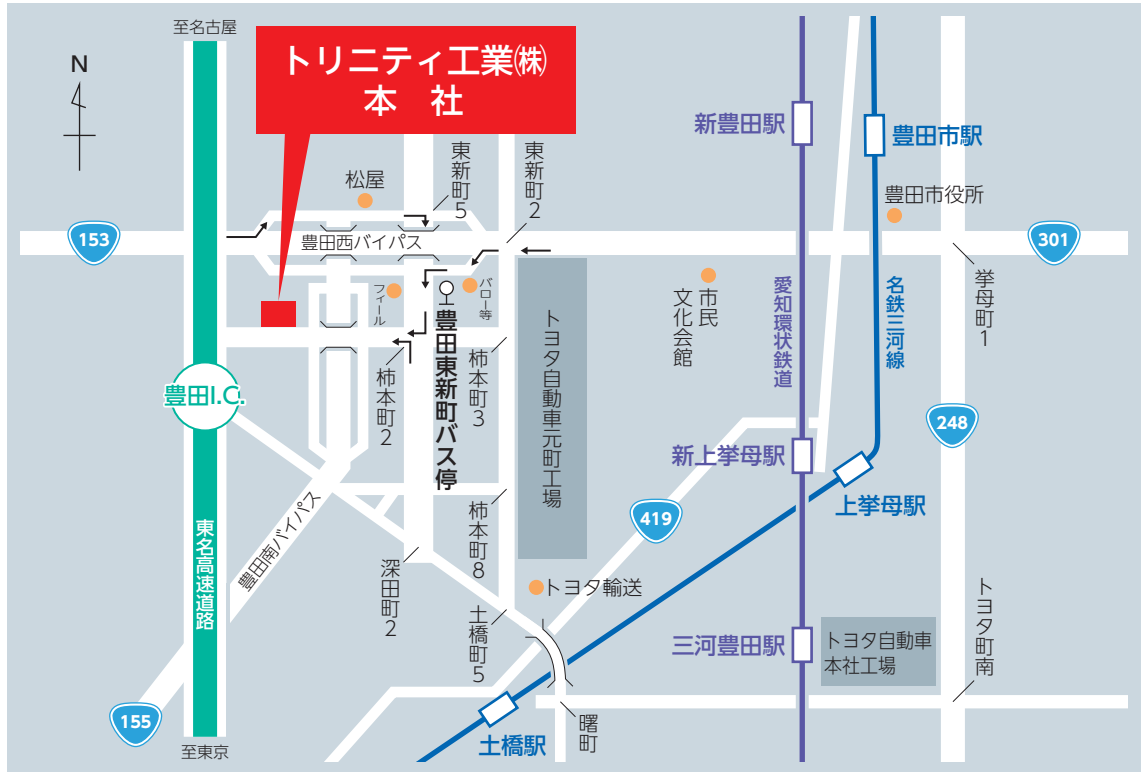 至名古屋
N
トリニティ工業㈱
本　社
新豊田駅
豊田市駅
松屋
東新町5
東新町2
豊田市役所
153
豊田西バイパス
301
フィール
バロー等
豊田東新町バス停
市民
文化会館
愛知環状鉄道
名鉄三河線
挙母町1
トヨタ自動車元町工場
豊田I.C.
柿本町2
柿本町3
248
新上挙母駅
上挙母駅
419
東名高速道路
豊田南バイパス
柿本町8
深田町2
トヨタ輸送
土橋町5
三河豊田駅
トヨタ自動車
本社工場
トヨタ町南
155
土橋駅
曙町
至東京